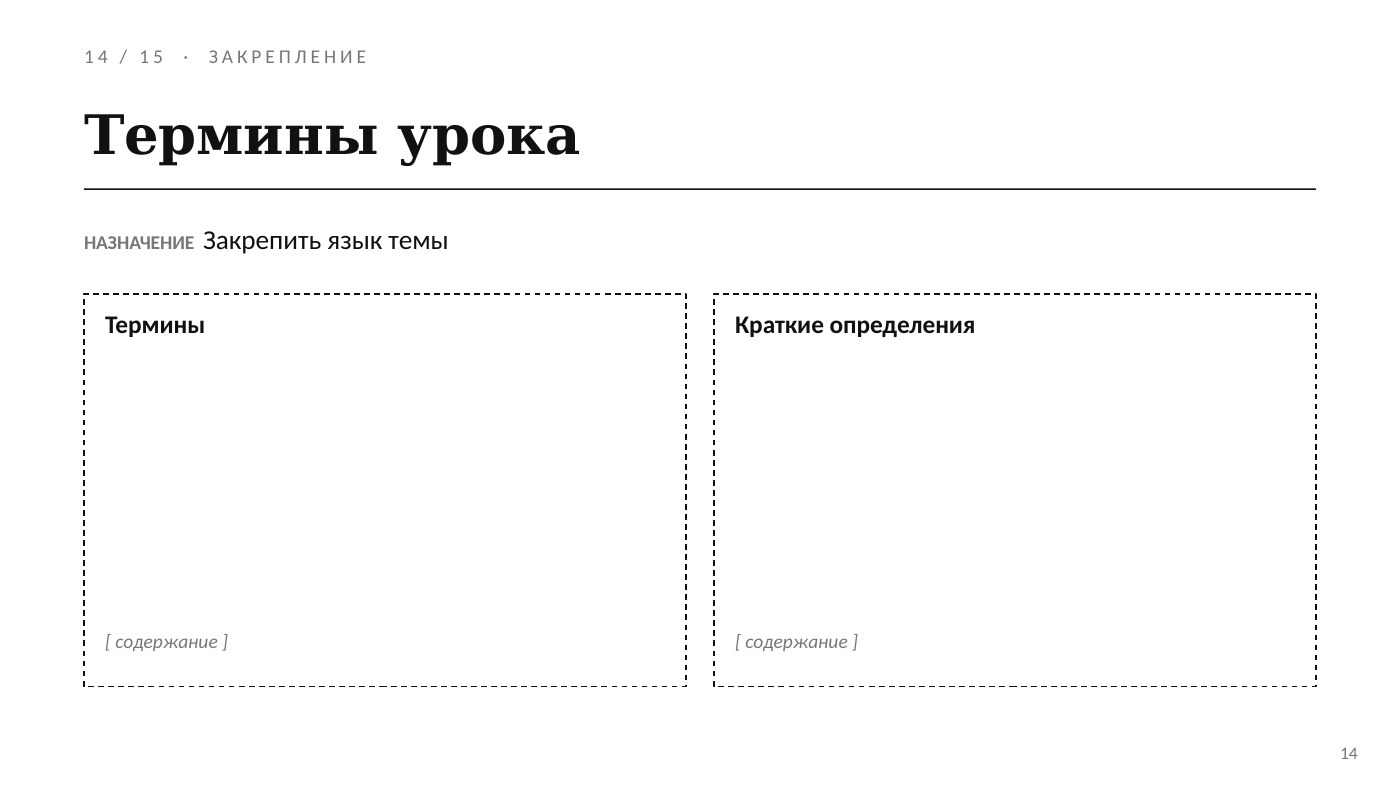 14 / 15 · ЗАКРЕПЛЕНИЕ
Термины урока
НАЗНАЧЕНИЕ Закрепить язык темы
Термины
[ содержание ]
Краткие определения
[ содержание ]
14